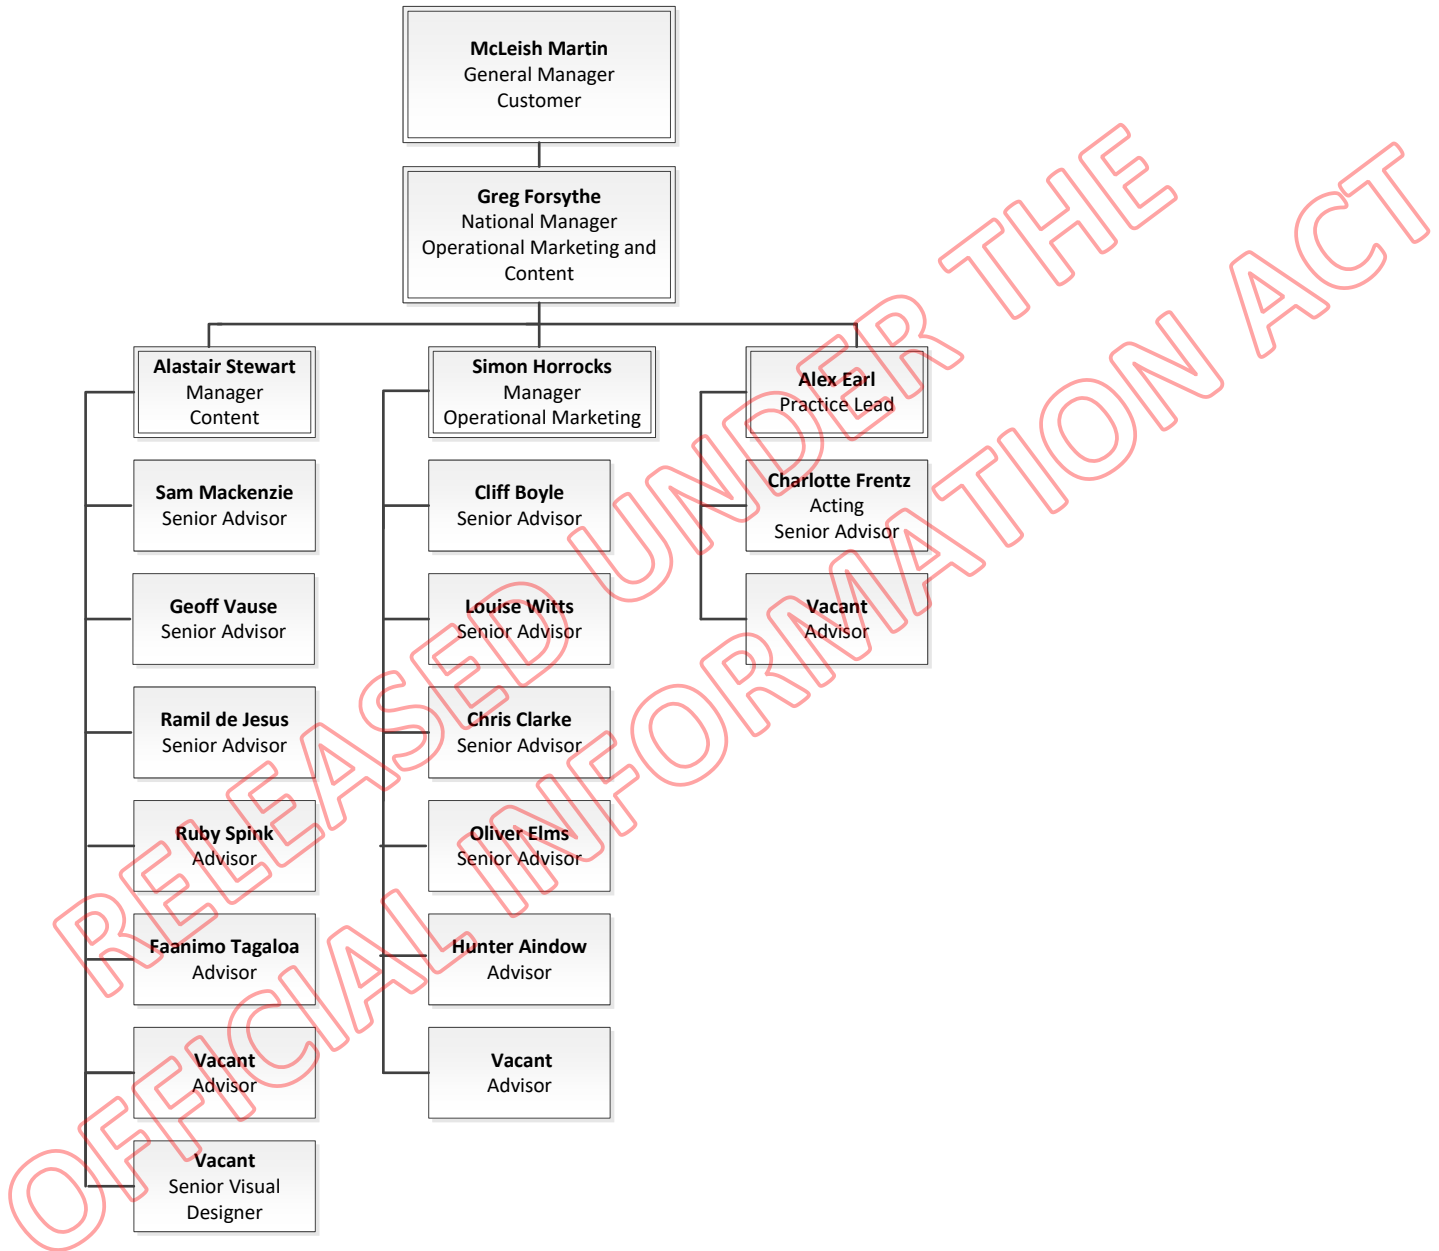 McLeish Martin
General Manager
Customer
Greg Forsythe
National Manager
Operational Marketing and
Content
Alastair Stewart
Manager
Content
Sam Mackenzie
Senior Advisor
Geoff Vause
Senior Advisor
Ramil de Jesus
Senior Advisor
Ruby Spink
Advisor
Faanimo Tagaloa
Advisor
Vacant
Advisor
Vacant
Senior Visual
Designer
Simon Horrocks
Manager
Operational Marketing
Cliff Boyle
Senior Advisor
Louise Witts
Senior Advisor
Chris Clarke
Senior Advisor
Oliver Elms
Senior Advisor
Hunter Aindow
Advisor
Vacant
Advisor
Alex Earl
Practice Lead
Charlotte Frentz
Acting
Senior Advisor
Vacant
Advisor
RELEASED UNDER THE
OFFICIAL INFORMATION ACT